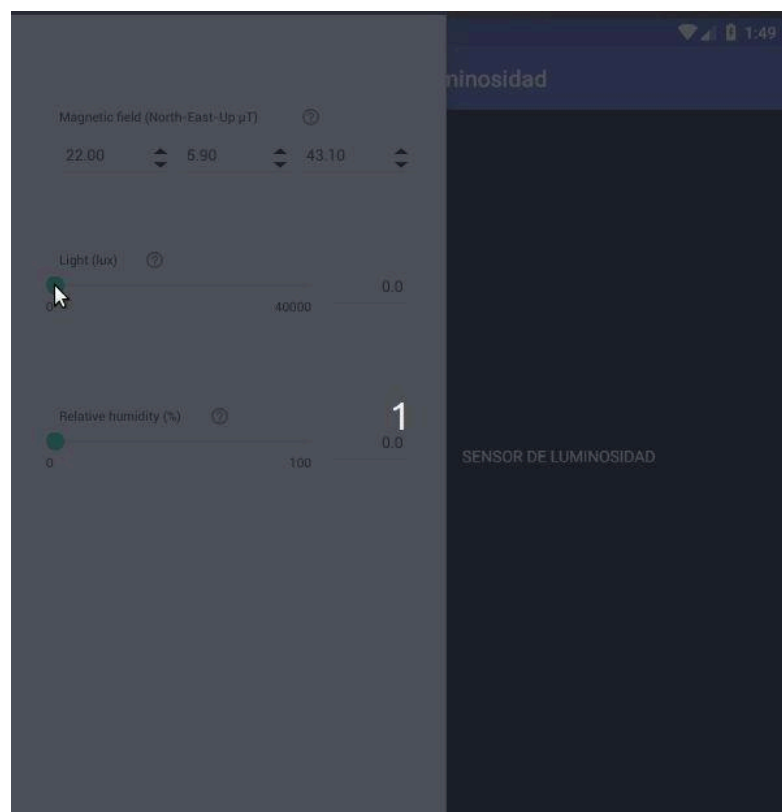 1:49
minosidad
Magnetic field (North-East-Up µT)
22.00 5.90 43.10
Light (lux)
0.0
0 40000
Relative humidity (%)
1
0.0
0 100
SENSOR DE LUMINOSIDAD